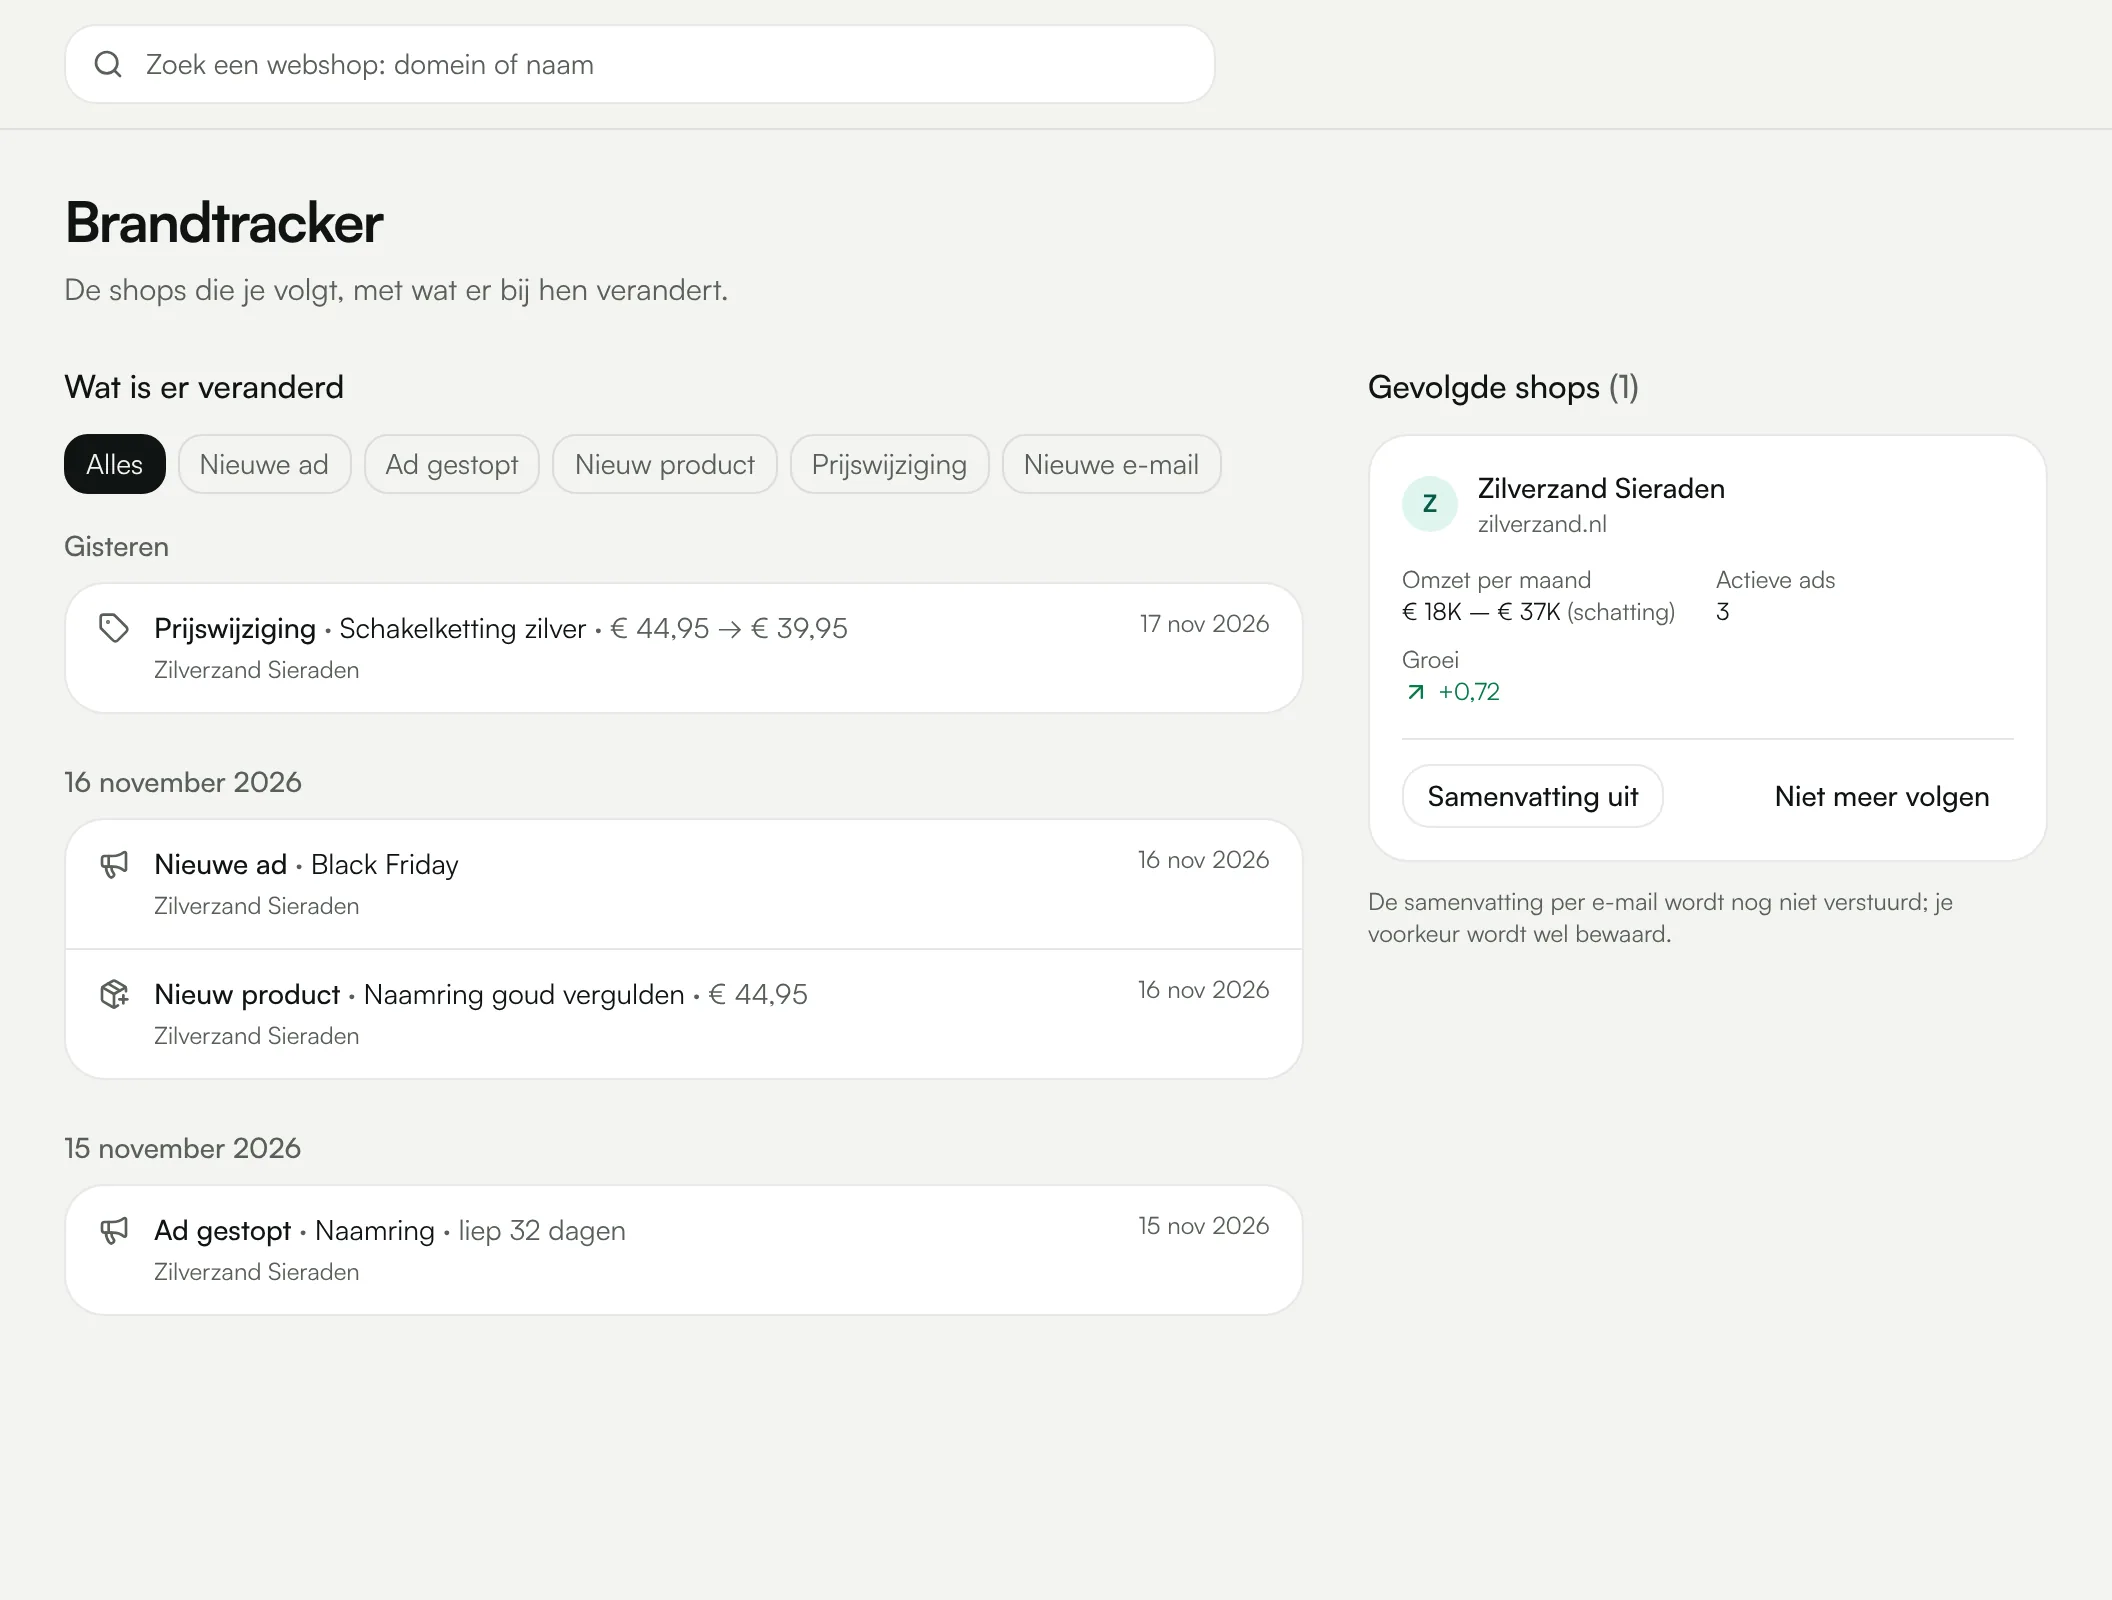 Zoek een webshop: domein of naam
Brandtracker
De shops die je volgt, met wat er bij hen verandert.
Wat is er veranderd
Alles
Nieuwe ad
Ad gestopt
Nieuw product
Prijswijziging
Nieuwe e-mail
Gisteren
Prijswijziging · Schakelketting zilver · € 44,95 → € 39,95
17 nov 2026
Zilverzand Sieraden
16 november 2026
Nieuwe ad · Black Friday
16 nov 2026
Zilverzand Sieraden
Nieuw product · Naamring goud vergulden · € 44,95
16 nov 2026
Zilverzand Sieraden
15 november 2026
Ad gestopt · Naamring · liep 32 dagen
15 nov 2026
Zilverzand Sieraden
Gevolgde shops (1)
Z
Zilverzand Sieraden
zilverzand.nl
Omzet per maand
€ 18K — € 37K (schatting)
Actieve ads
3
Groei
+0,72
Samenvatting uit
Niet meer volgen
De samenvatting per e-mail wordt nog niet verstuurd; je
voorkeur wordt wel bewaard.